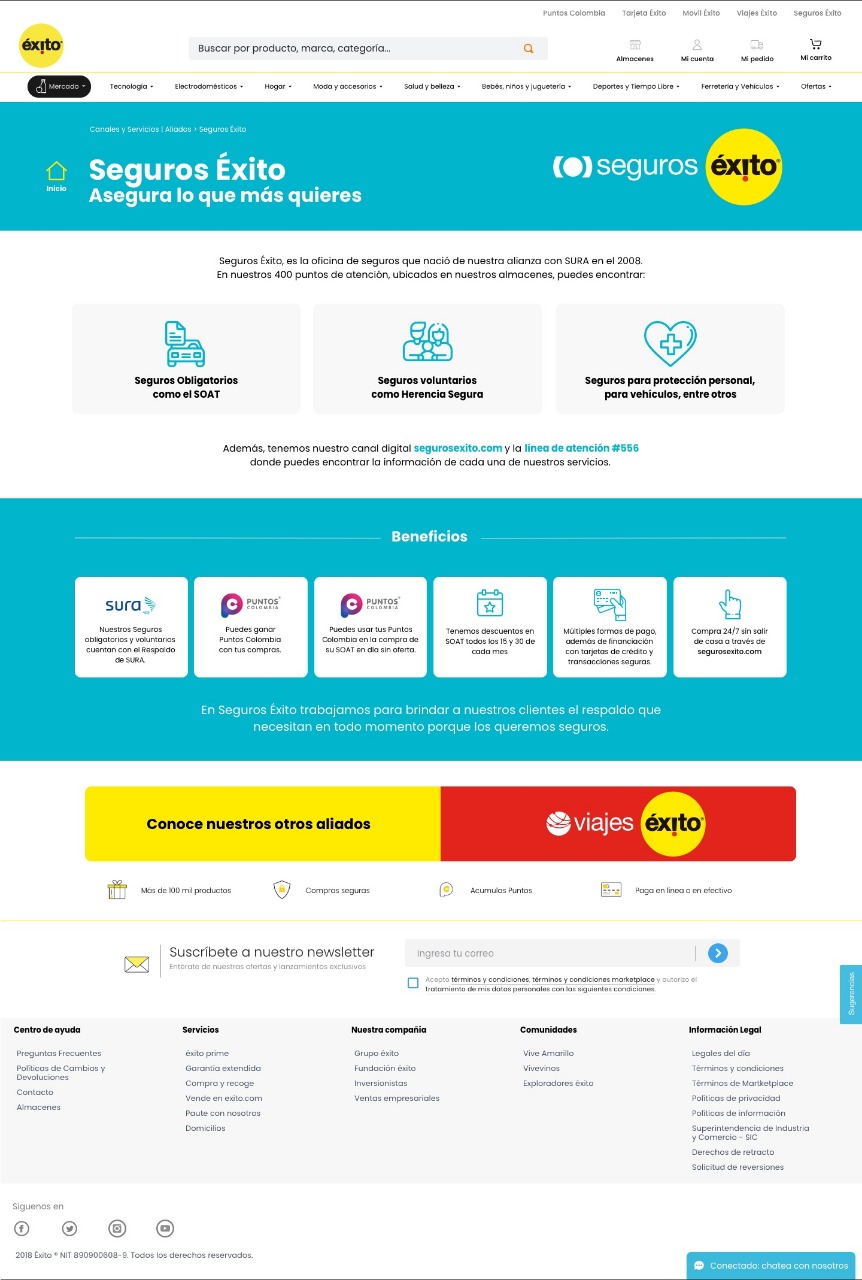 Puntos Colombia Tarjeta Éxito Movil Éxito Viajes Éxito Seguros Éxito
éxito
Buscar por producto, marca, categoría...
Almacenes Mi cuenta Mi pedido Mi carrito
Mercado Tecnología Electrodomésticos Hogar Moda y accesorios Salud y belleza Bebés, niños y juguetería Deportes y Tiempo Libre Ferretería y Vehículos Ofertas
Canales y Servicios | Aliados > Seguros Éxito
Inicio
Seguros Éxito
Asegura lo que más quieres
seguros éxito
Seguros Éxito, es la oficina de seguros que nació de nuestra alianza con SURA en el 2008.
En nuestros 400 puntos de atención, ubicados en nuestros almacenes, puedes encontrar:
Seguros Obligatorios
como el SOAT
Seguros voluntarios
como Herencia Segura
Seguros para protección personal,
para vehículos, entre otros
Además, tenemos nuestro canal digital segurosexito.com y la línea de atención #556
donde puedes encontrar la información de cada una de nuestros servicios.
Beneficios
sura
Nuestros Seguros
obligatorios y voluntarios
cuentan con el Respaldo
de SURA.
PUNTOS
COLOMBIA
Puedes ganar
Puntos Colombia
con tus compras.
PUNTOS
COLOMBIA
Puedes usar tus Puntos
Colombia en la compra de
su SOAT en día sin oferta.
Tenemos descuentos en
SOAT todos los 15 y 30 de
cada mes
Múltiples formas de pago,
además de financiación
con tarjetas de crédito y
transacciones seguras.
Compra 24/7 sin salir
de casa a través de
segurosexito.com
En Seguros Éxito trabajamos para brindar a nuestros clientes el respaldo que
necesitan en todo momento porque los queremos seguros.
Conoce nuestros otros aliados
viajes éxito
Más de 100 mil productos
Compras seguras
Acumulas Puntos
Paga en línea o en efectivo
Suscríbete a nuestro newsletter
Entérate de nuestras ofertas y lanzamientos exclusivos
Ingresa tu correo
Acepto términos y condiciones, términos y condiciones marketplace y autorizo el
tratamiento de mis datos personales con las siguientes condiciones.
Sugerencias
Centro de ayuda
Preguntas Frecuentes
Políticas de Cambios y
Devoluciones
Contacto
Almacenes
Servicios
éxito prime
Garantía extendida
Compra y recoge
Vende en exito.com
Paute con nosotros
Domicilios
Nuestra compañía
Grupo éxito
Fundación éxito
Inversionistas
Ventas empresariales
Comunidades
Vive Amarillo
Vivevinos
Exploradores éxito
Información Legal
Legales del día
Términos y condiciones
Términos de Martketplace
Políticas de privacidad
Políticas de información
Superintendencia de Industria
y Comercio - SIC
Derechos de retracto
Solicitud de reversiones
Siguenos en
2018 Éxito ® NIT 890900608-9. Todos los derechos reservados.
Conectado: chatea con nosotros